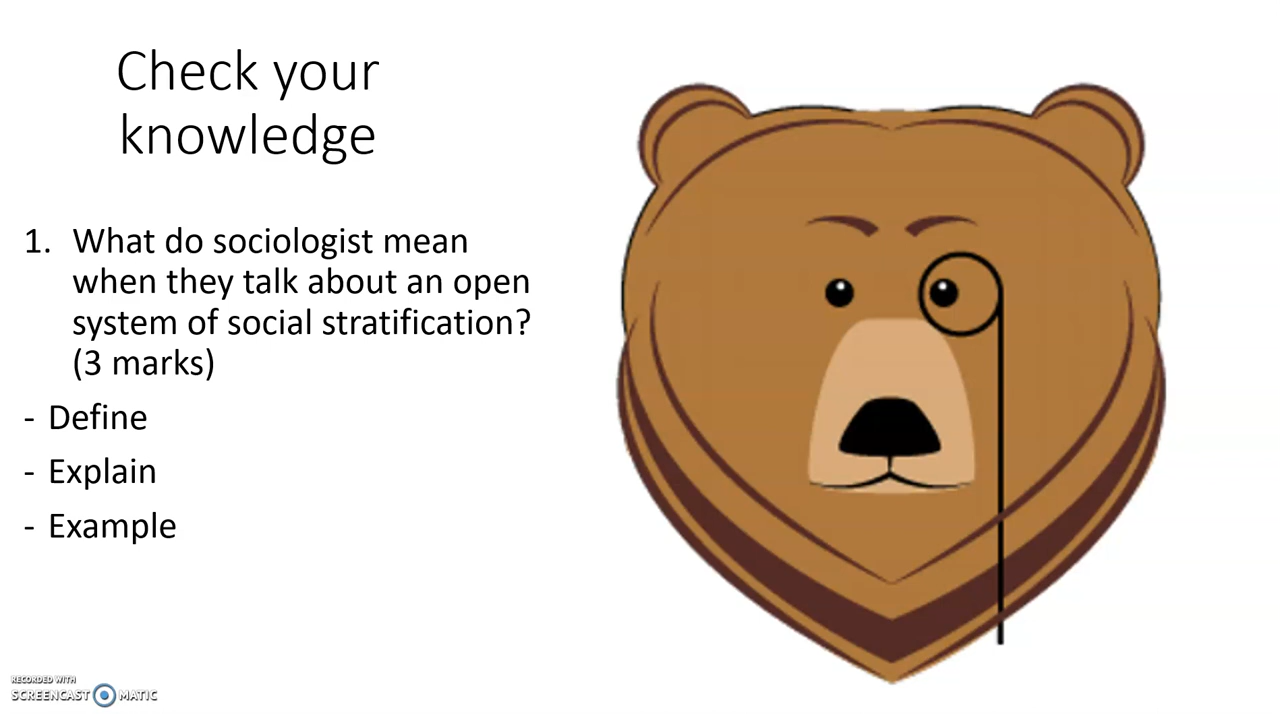 Check your
knowledge
1. What do sociologist mean
when they talk about an open
system of social stratification?
(3 marks)
- Define
- Explain
- Example
RECORDED WITH
SCREENCAST MATIC